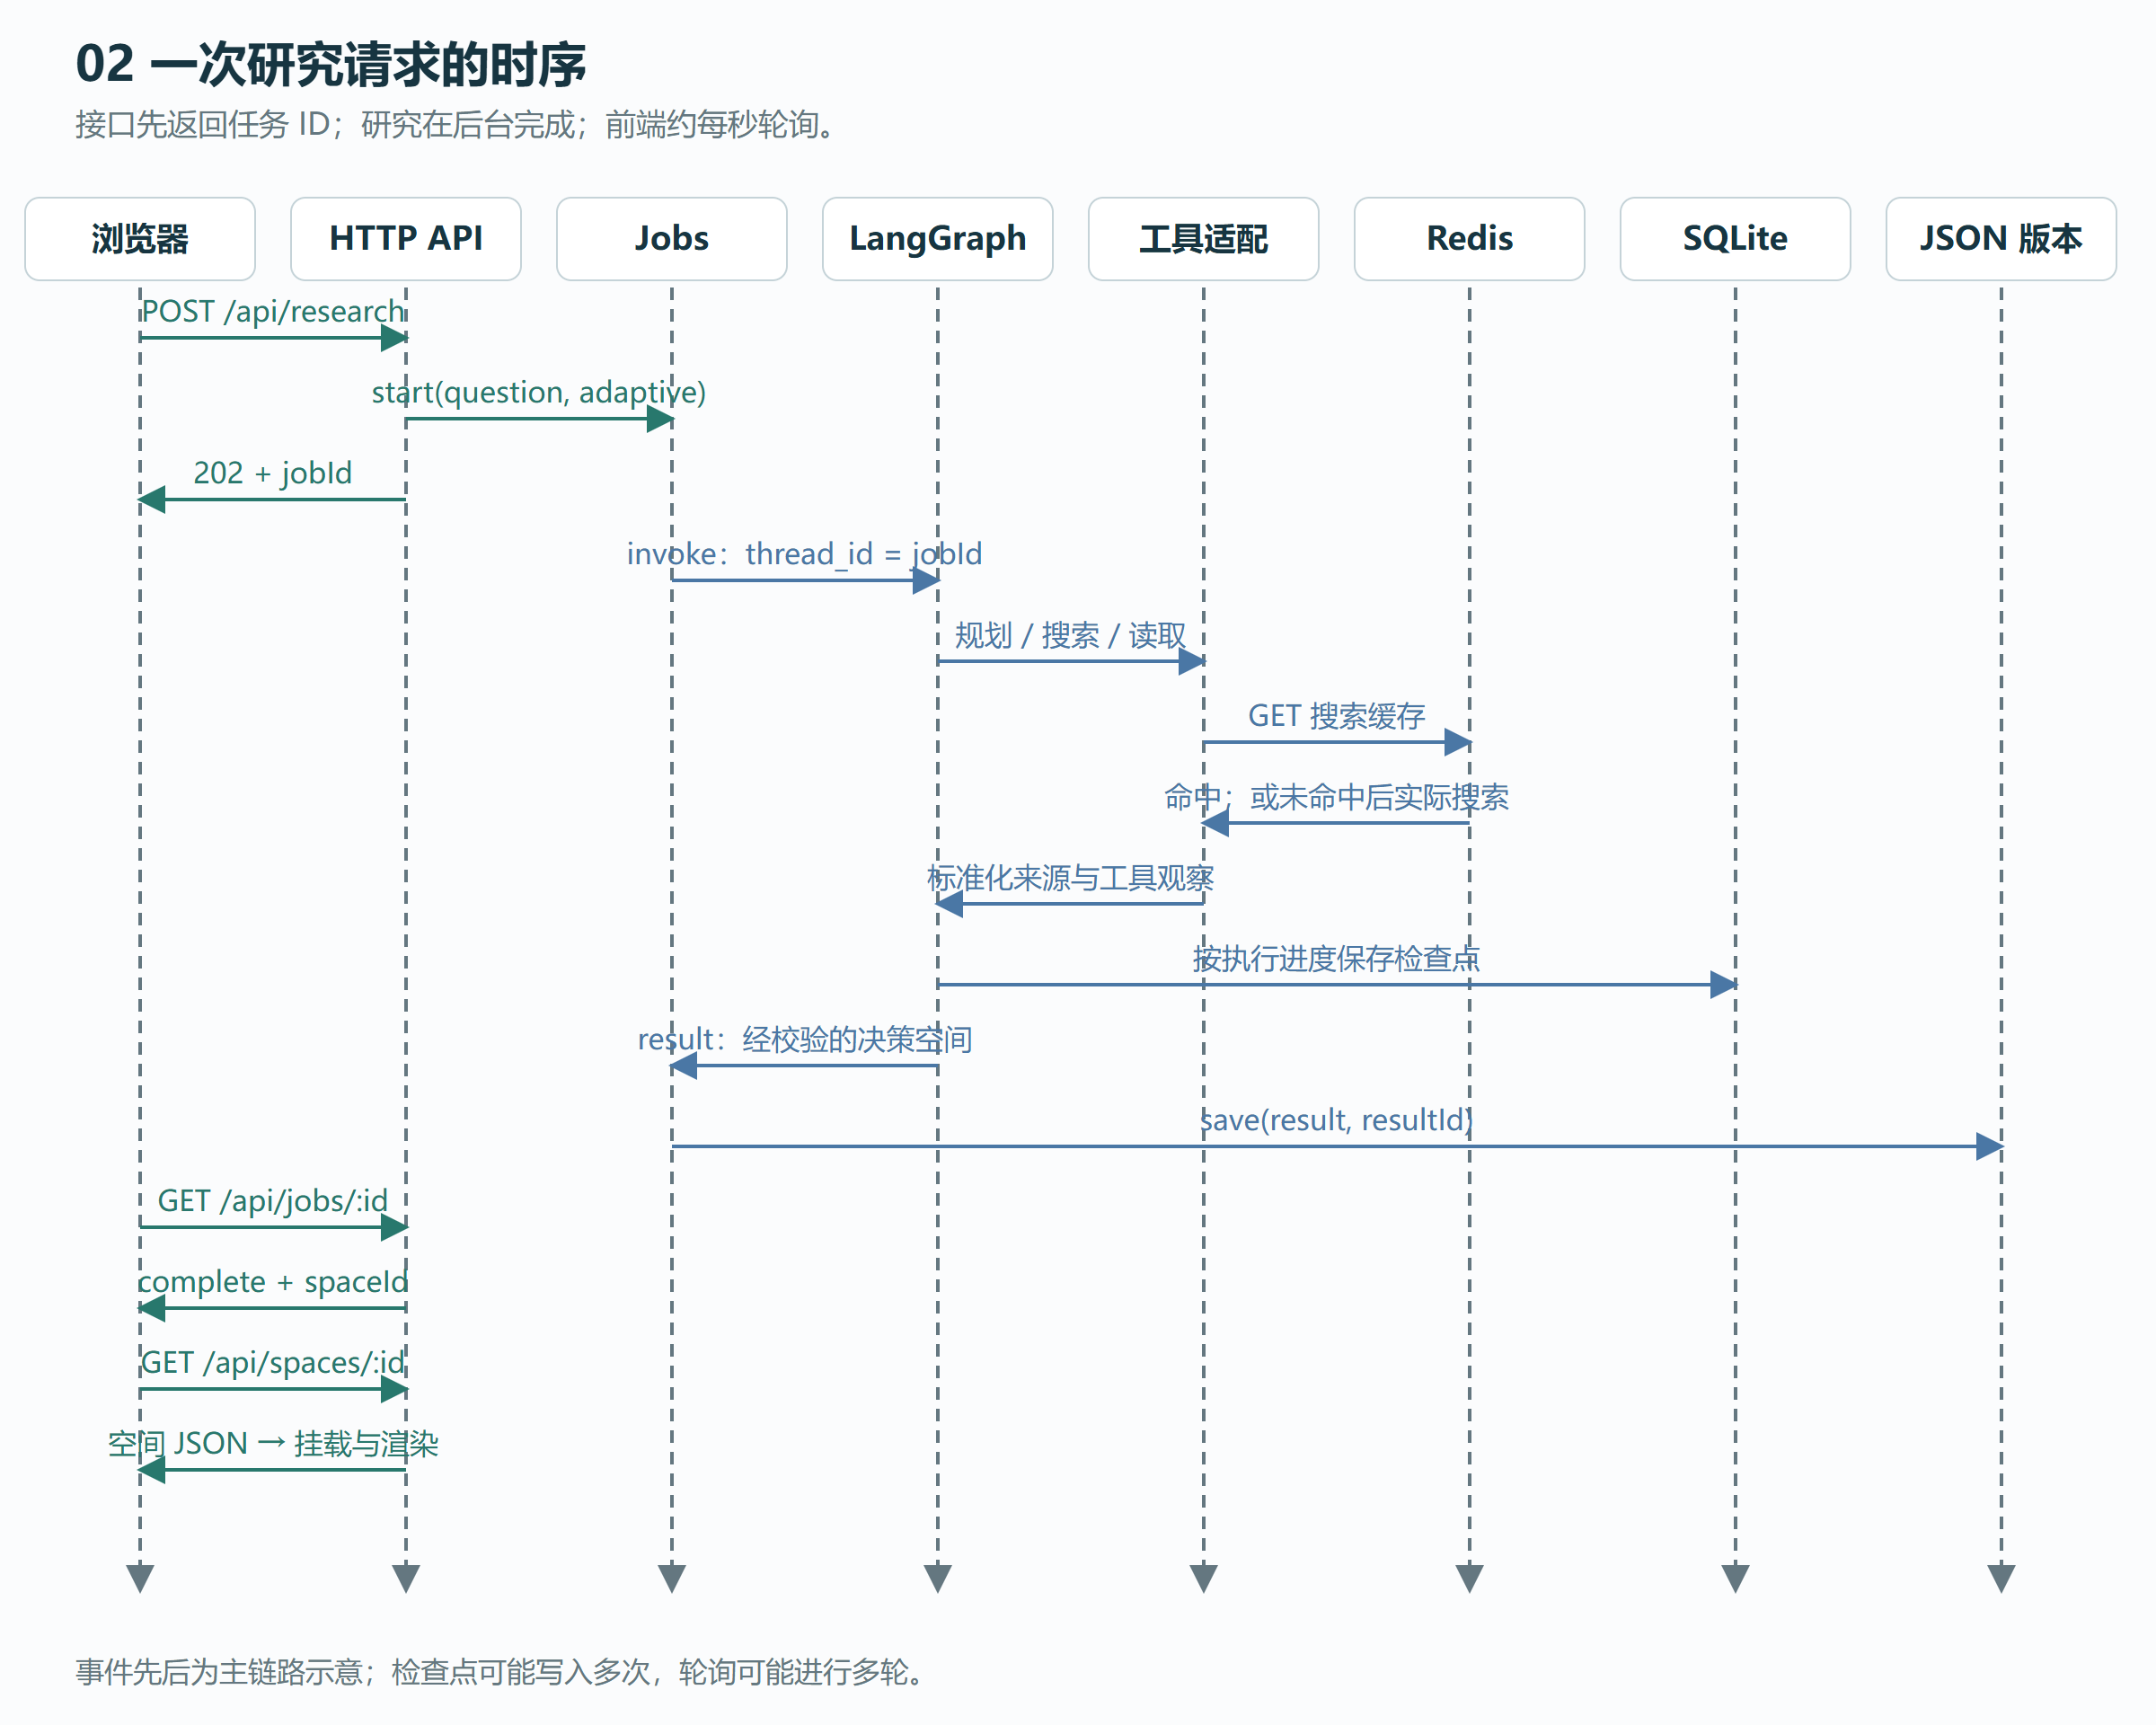 02 一次研究请求的时序
接口先返回任务 ID；研究在后台完成；前端约每秒轮询。
浏览器
HTTP API
Jobs
LangGraph
工具适配
Redis
SQLite
JSON 版本
POST /api/research
start(question, adaptive)
202 + jobId
invoke：thread_id = jobId
规划 / 搜索 / 读取
GET 搜索缓存
命中；或未命中后实际搜索
标准化来源与工具观察
按执行进度保存检查点
result：经校验的决策空间
save(result, resultId)
GET /api/jobs/:id
complete + spaceId
GET /api/spaces/:id
空间 JSON → 挂载与渲染
事件先后为主链路示意；检查点可能写入多次，轮询可能进行多轮。